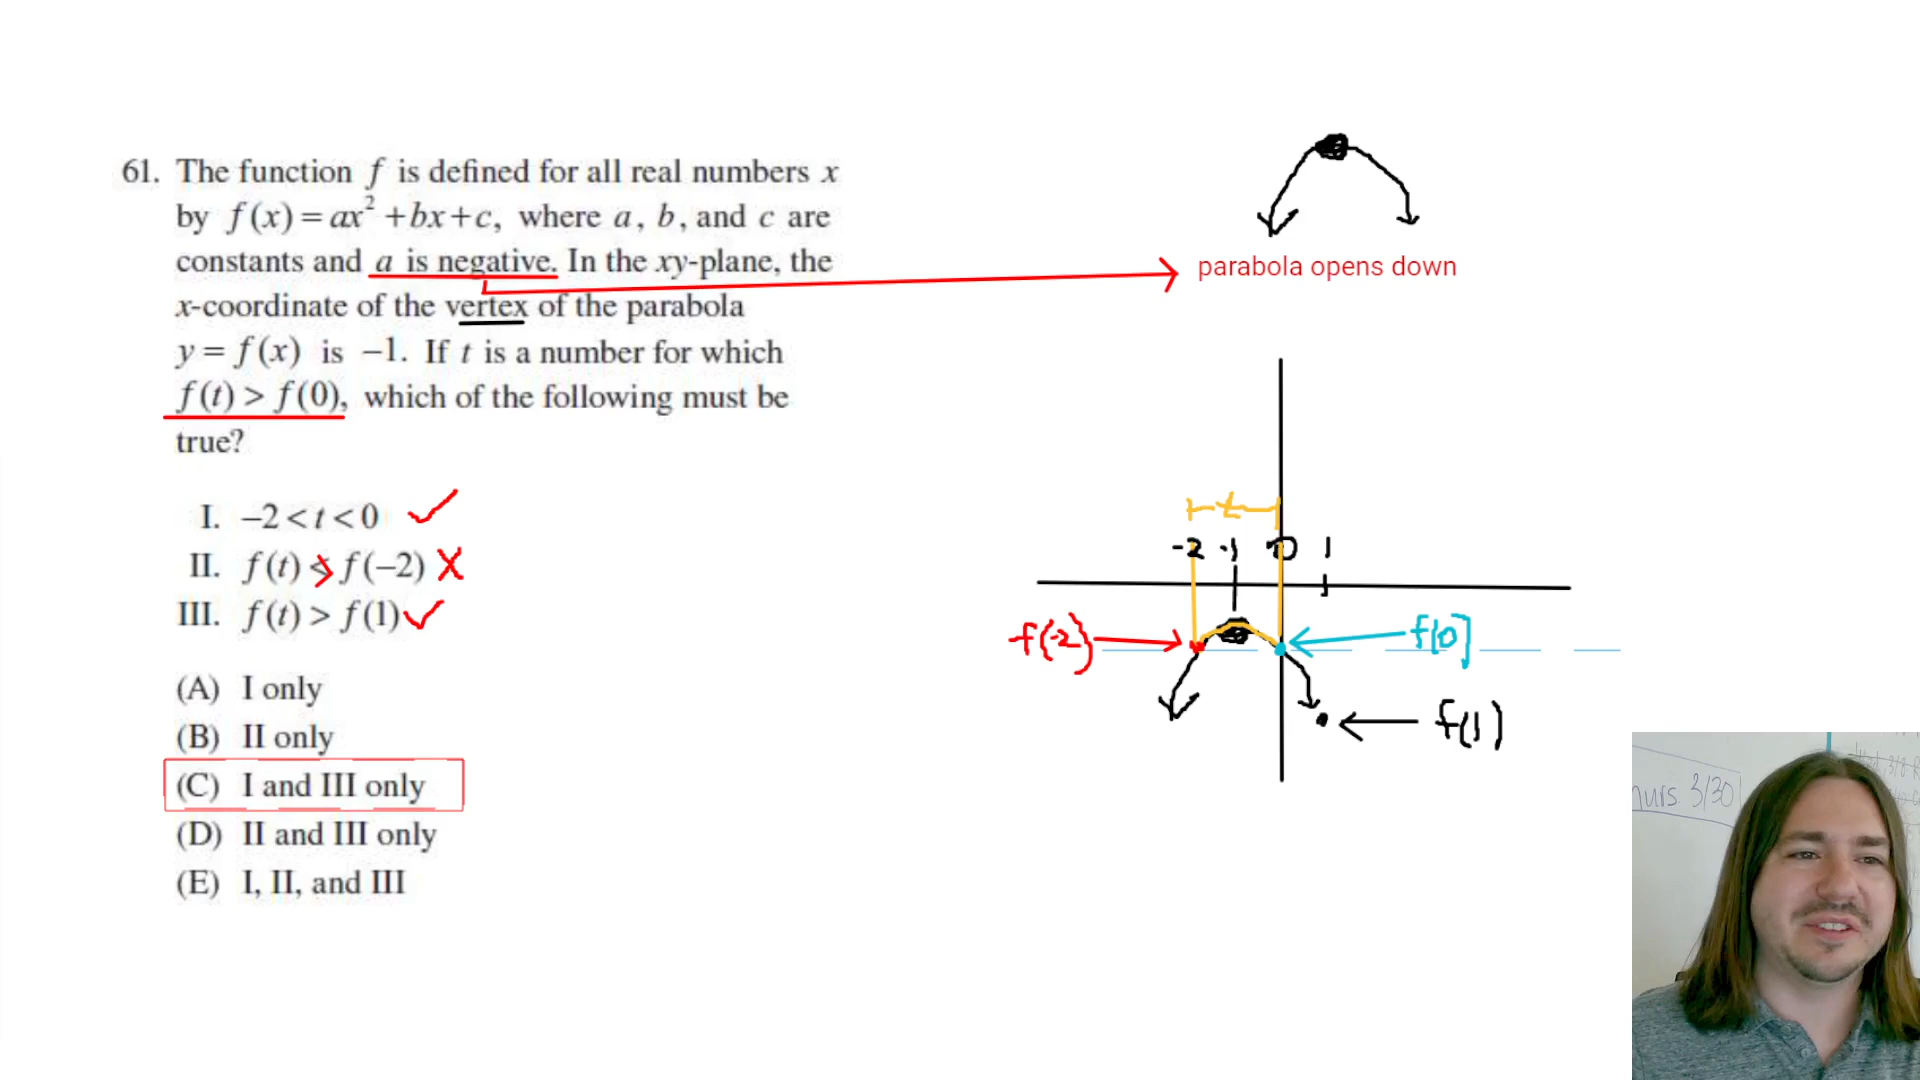 61. The function f is defined for all real numbers x
by f(x) = ax² + bx + c, where a, b, and c are
constants and a is negative. In the xy-plane, the
x-coordinate of the vertex of the parabola
y = f(x) is −1. If t is a number for which
f(t) > f(0), which of the following must be
true?
I. −2 < t < 0 ✓
II. f(t) < f(−2) X
III. f(t) > f(1) ✓
(A) I only
(B) II only
(C) I and III only
(D) II and III only
(E) I, II, and III
parabola opens down
t
-2 -1 0 1
f(-2)
f(0)
f(1)
3/30